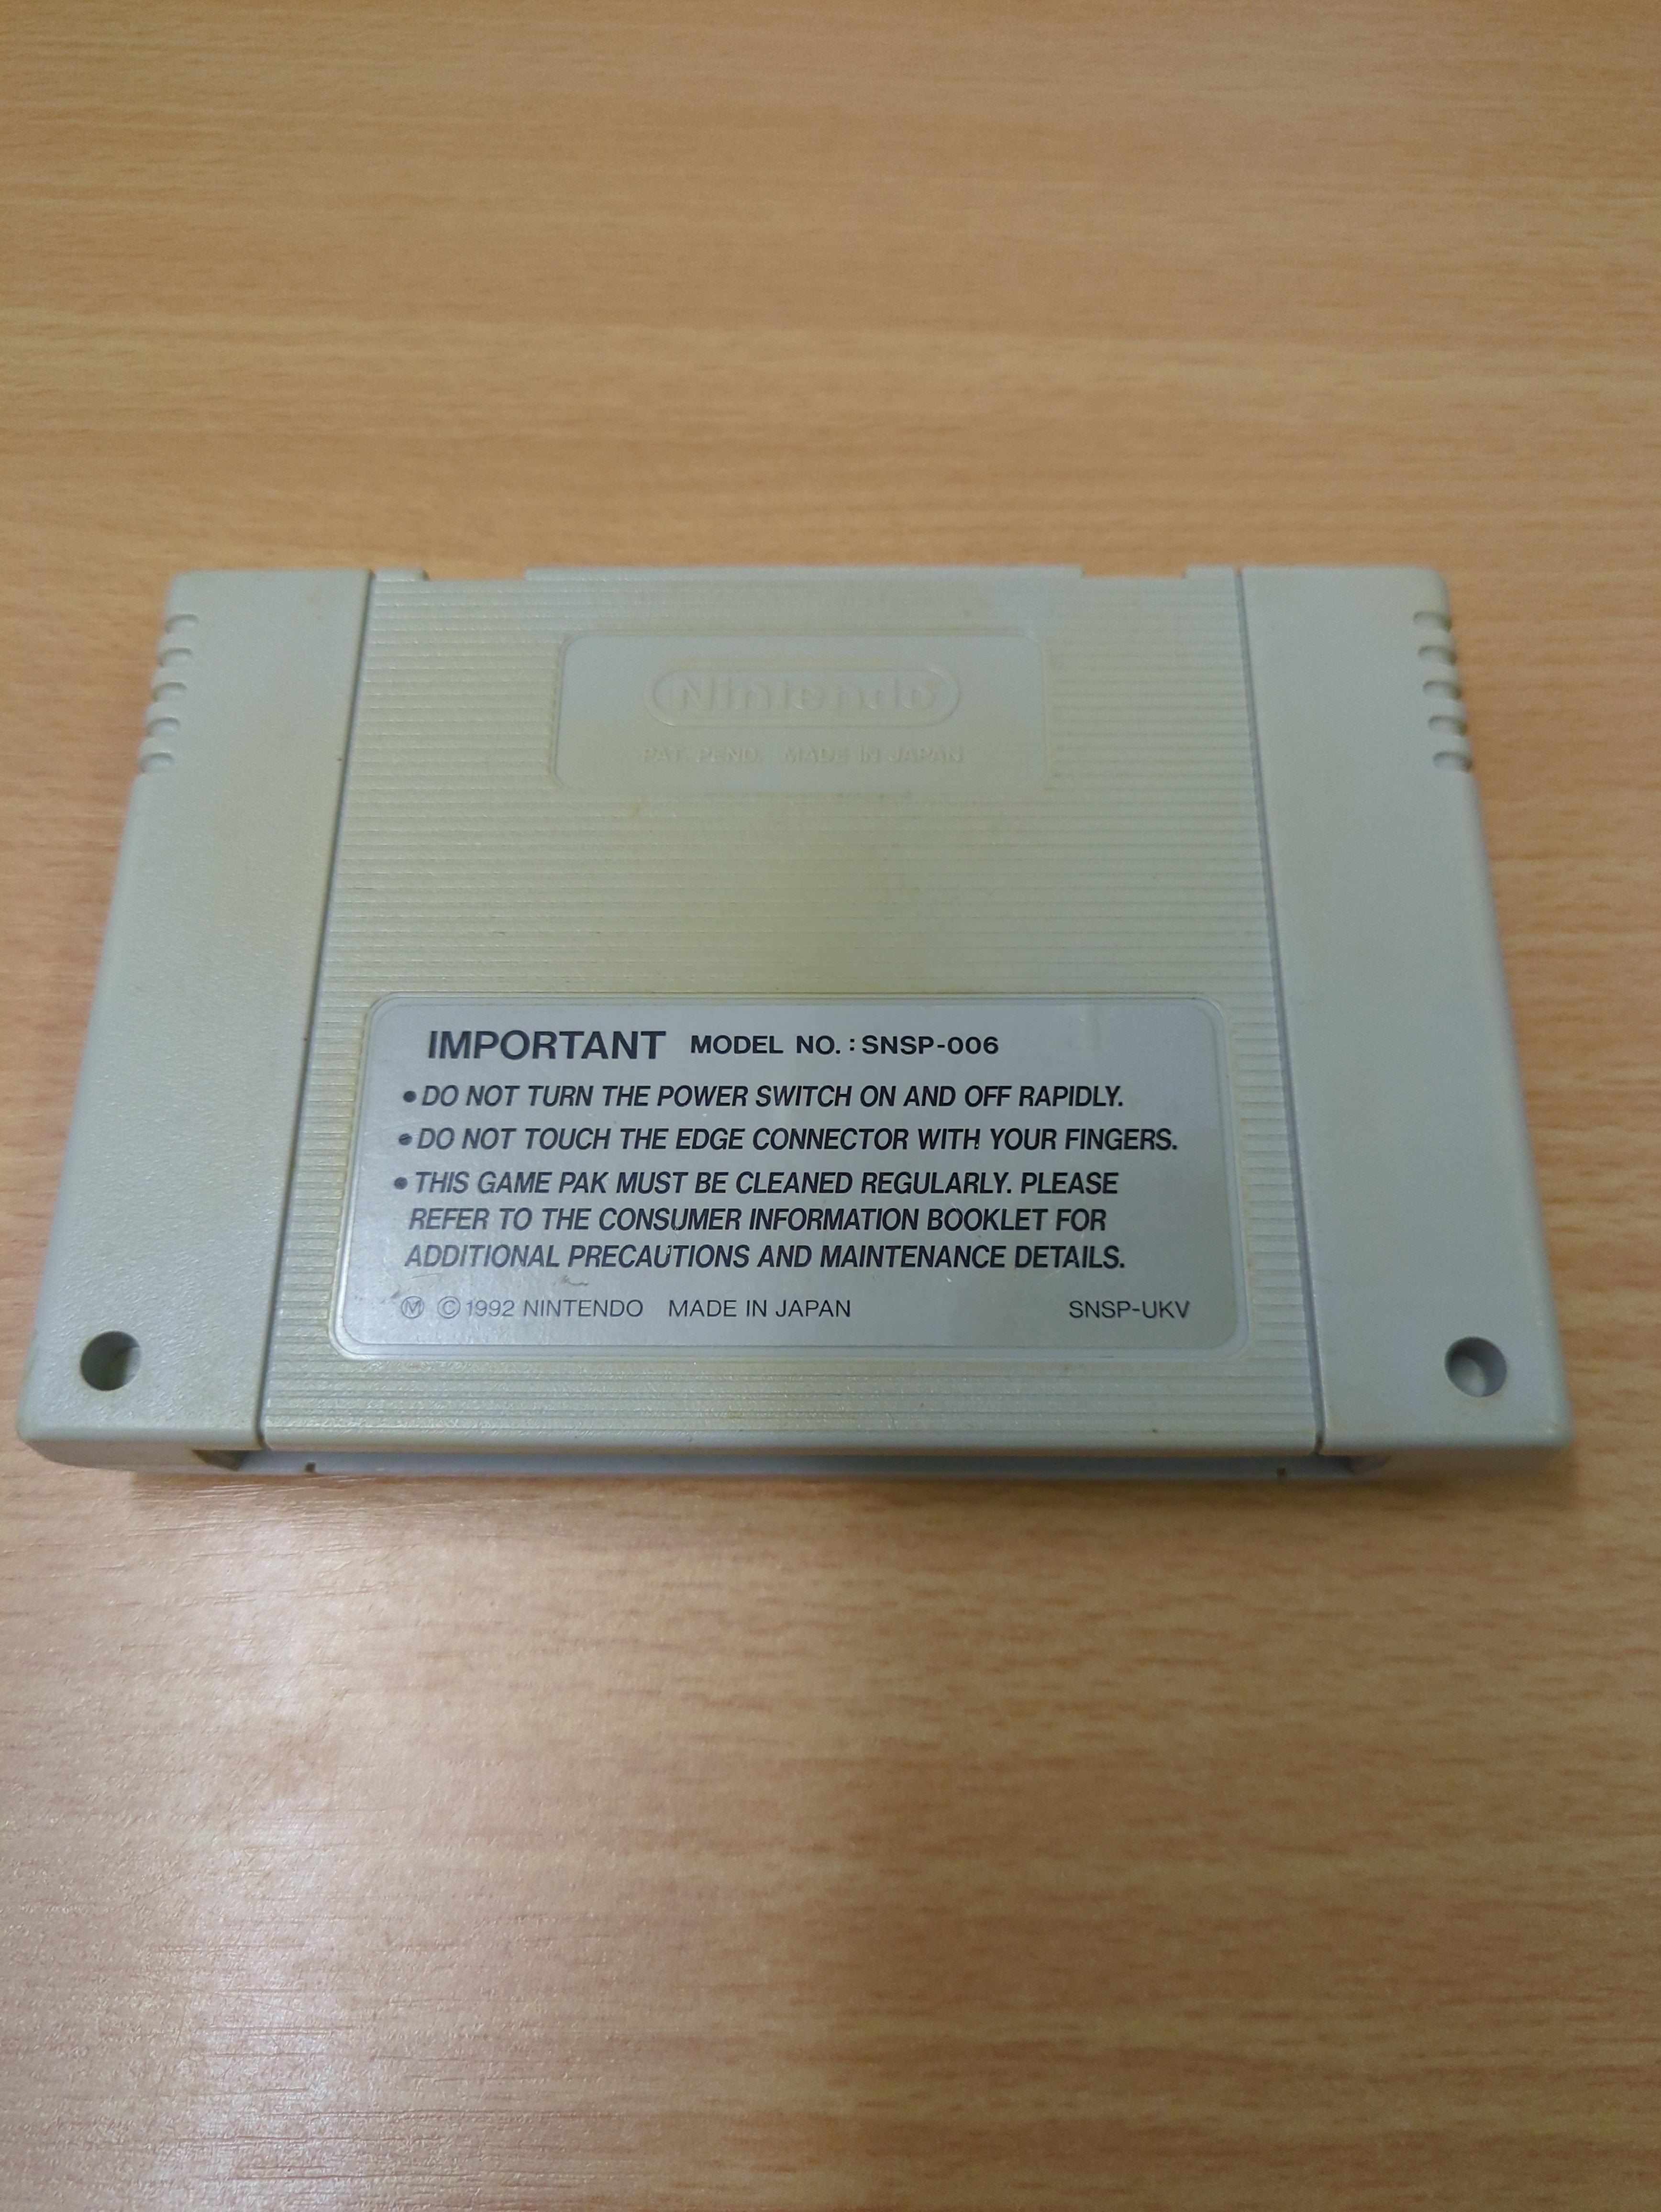 Nintendo
PAT. PEND. MADE IN JAPAN
IMPORTANT MODEL NO. : SNSP-006
• DO NOT TURN THE POWER SWITCH ON AND OFF RAPIDLY.
• DO NOT TOUCH THE EDGE CONNECTOR WITH YOUR FINGERS.
• THIS GAME PAK MUST BE CLEANED REGULARLY. PLEASE
REFER TO THE CONSUMER INFORMATION BOOKLET FOR
ADDITIONAL PRECAUTIONS AND MAINTENANCE DETAILS.
Ⓜ © 1992 NINTENDO MADE IN JAPAN SNSP-UKV